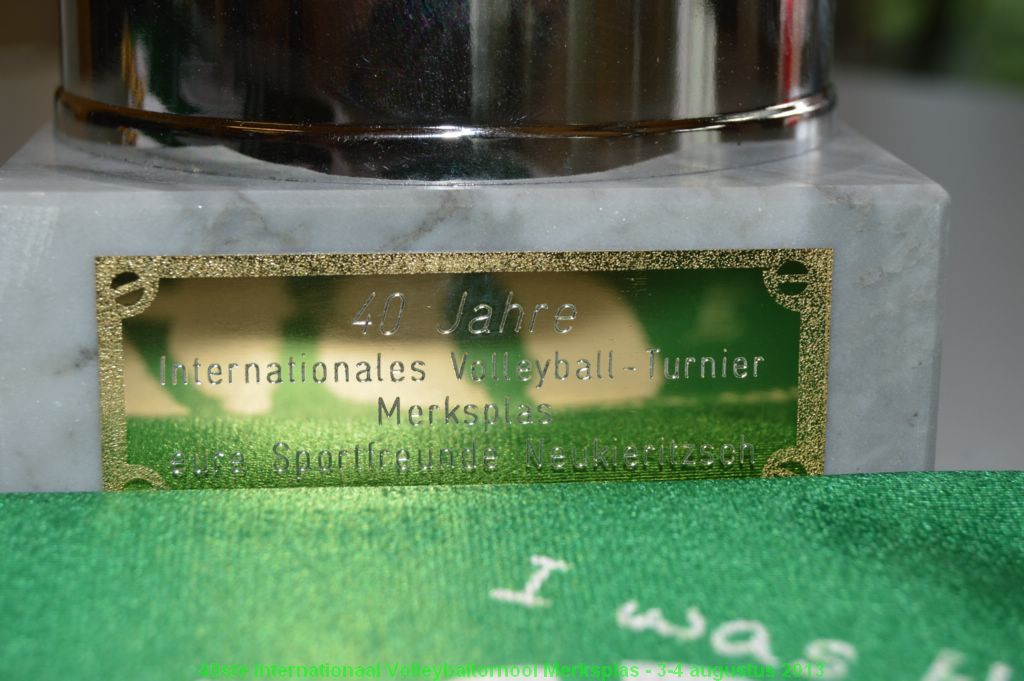 40 Jahre
Internationales Volleyball-Turnier
Merksplas
eure Sportfreunde Neukieritzsch
I was
40ste Internationaal Volleybaltornooi Merksplas - 3-4 augustus 2013